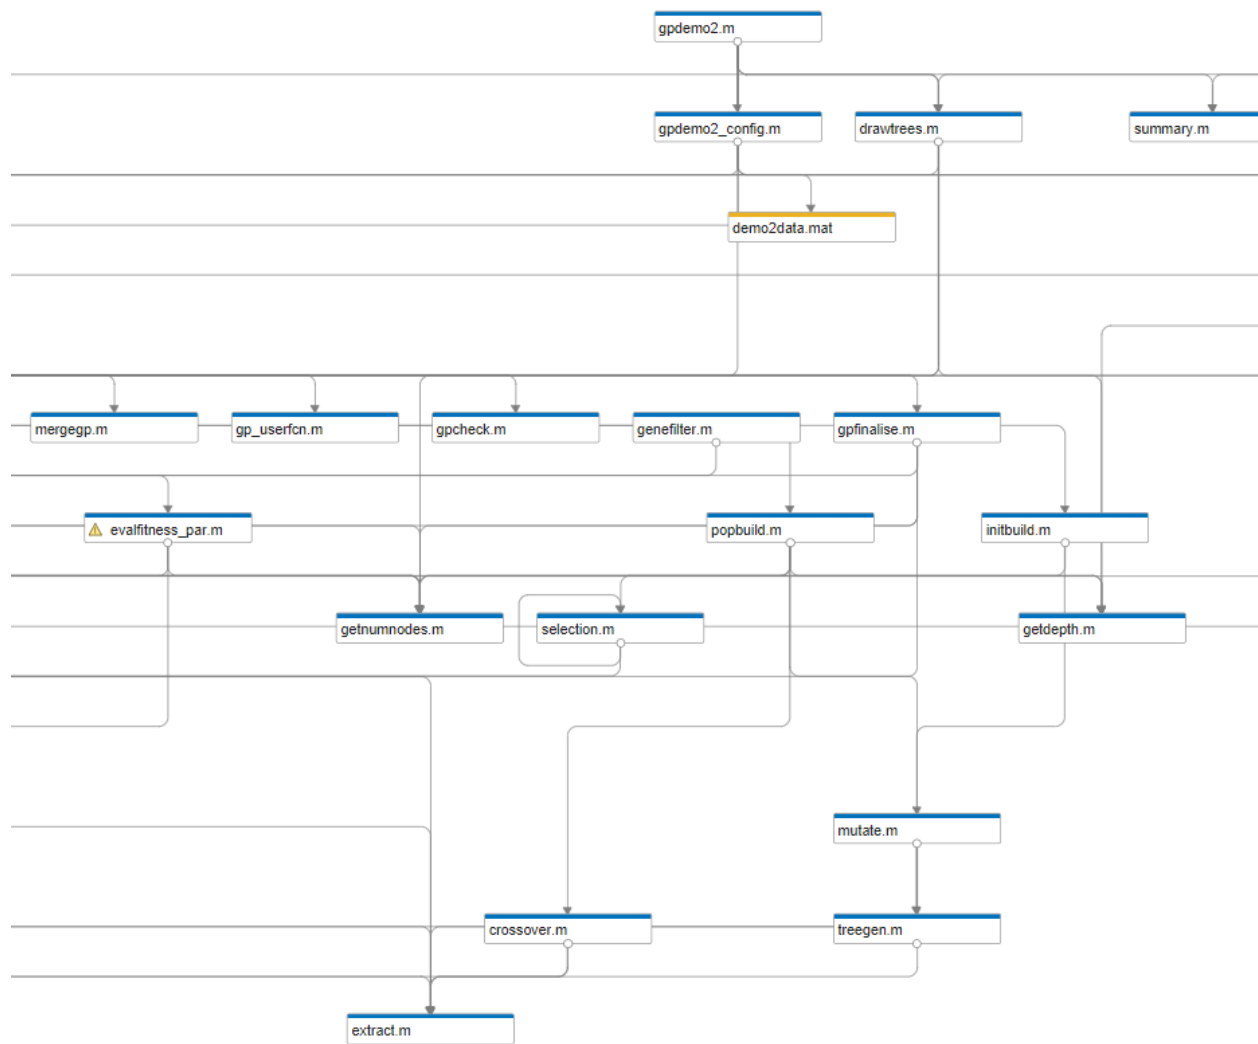 gpdemo2.m
gpdemo2_config.m
drawtrees.m
summary.m
demo2data.mat
mergegp.m
gp_userfcn.m
gpcheck.m
genefilter.m
gpfinalise.m
evalfitness_par.m
popbuild.m
initbuild.m
getnumnodes.m
selection.m
getdepth.m
mutate.m
crossover.m
treegen.m
extract.m